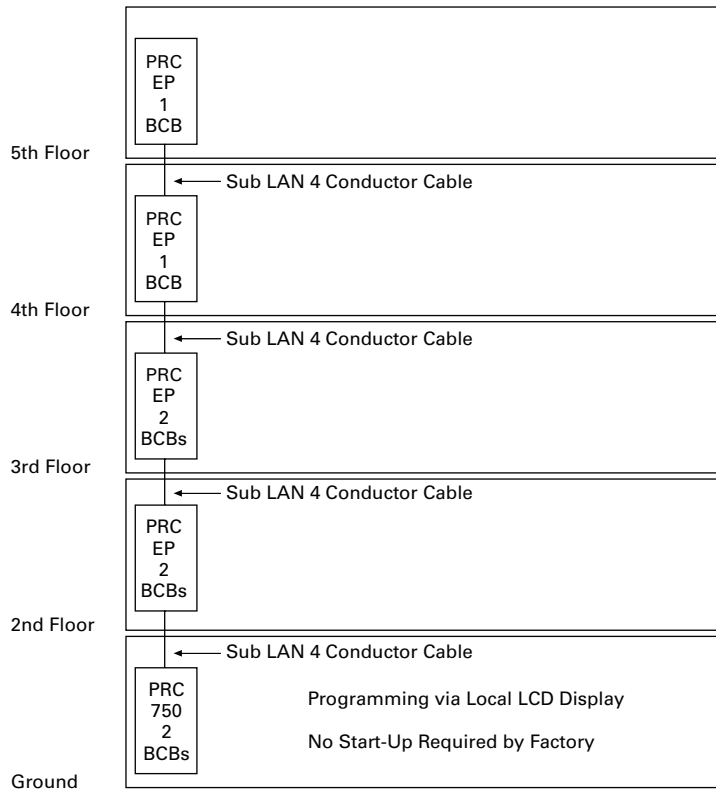 PRC
EP
1
BCB
5th Floor
Sub LAN 4 Conductor Cable
PRC
EP
1
BCB
4th Floor
Sub LAN 4 Conductor Cable
PRC
EP
2
BCBs
3rd Floor
Sub LAN 4 Conductor Cable
PRC
EP
2
BCBs
2nd Floor
Sub LAN 4 Conductor Cable
PRC
750
2
BCBs
Programming via Local LCD Display
No Start-Up Required by Factory
Ground